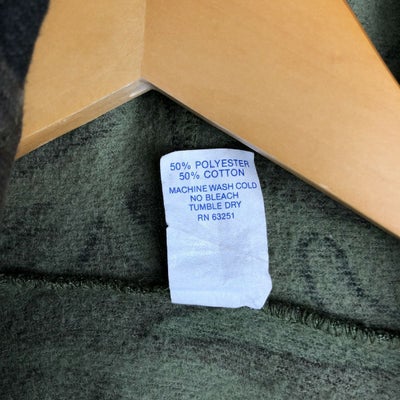 50% POLYESTER
50% COTTON
MACHINE WASH COLD
NO BLEACH
TUMBLE DRY
RN 63251